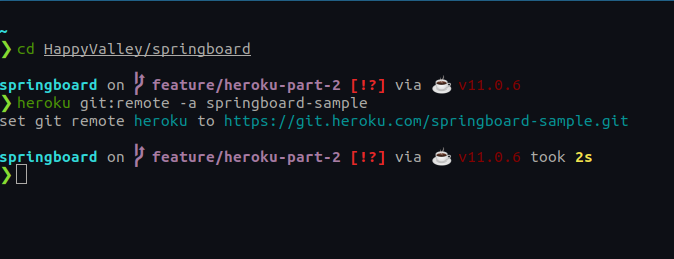 ~
❯ cd HappyValley/springboard
springboard on feature/heroku-part-2 [!?] via ☕ v11.0.6
❯ heroku git:remote -a springboard-sample
set git remote heroku to https://git.heroku.com/springboard-sample.git
springboard on feature/heroku-part-2 [!?] via ☕ v11.0.6 took 2s
❯